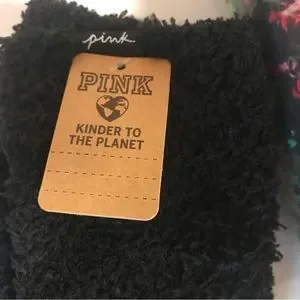 pink
PINK
KINDER TO
THE PLANET